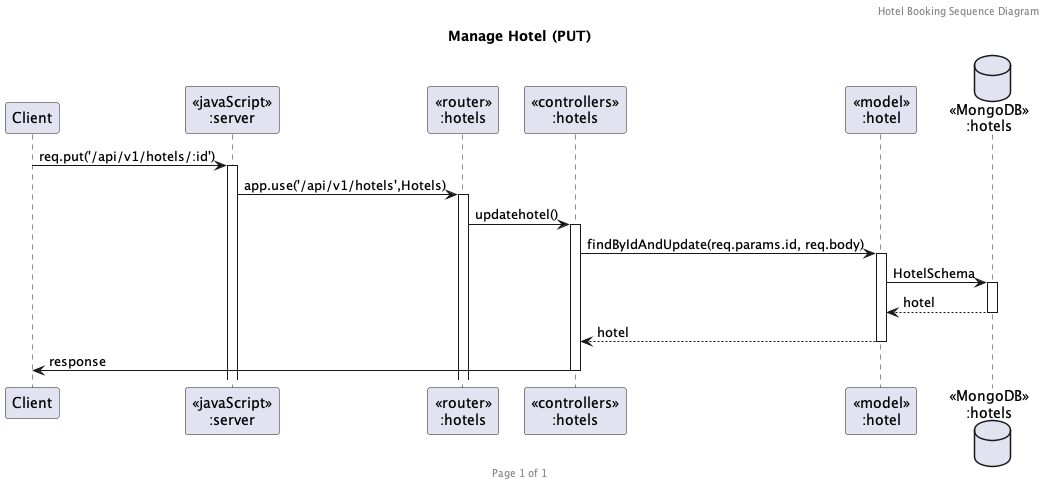 Hotel Booking Sequence Diagram
Manage Hotel (PUT)
Client
«javaScript»
:server
«router»
:hotels
«controllers»
:hotels
«model»
:hotel
«MongoDB»
:hotels
req.put('/api/v1/hotels/:id')
app.use('/api/v1/hotels',Hotels)
updatehotel()
findByIdAndUpdate(req.params.id, req.body)
HotelSchema
hotel
hotel
response
Client
«javaScript»
:server
«router»
:hotels
«controllers»
:hotels
«model»
:hotel
«MongoDB»
:hotels
Page 1 of 1